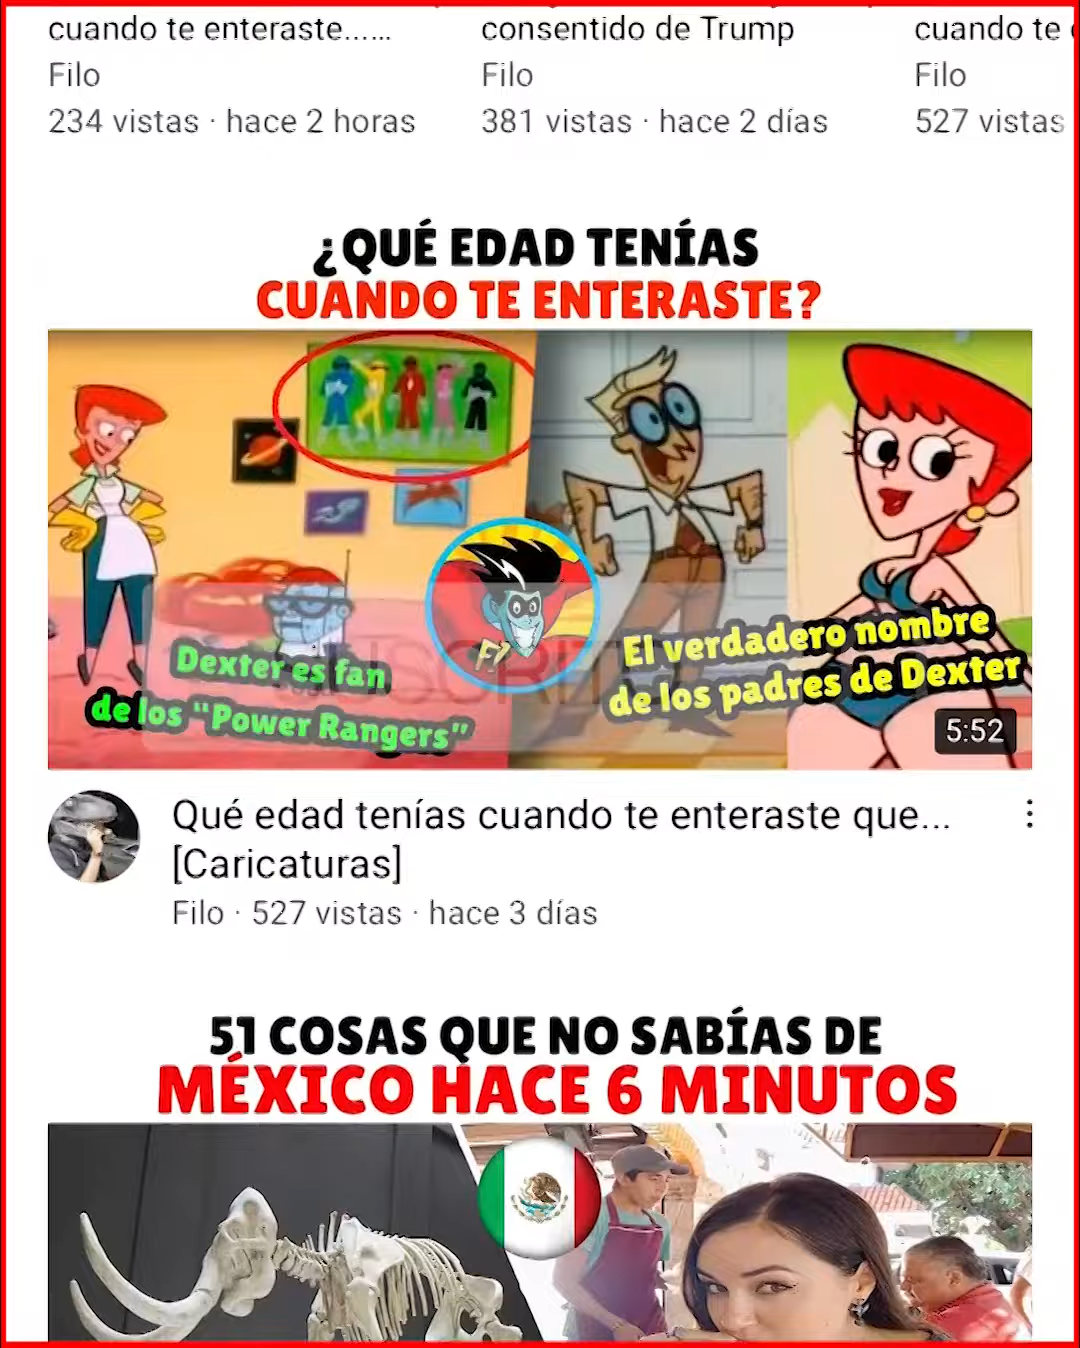 cuando te enteraste......
consentido de Trump
cuando te
Filo
Filo
Filo
234 vistas · hace 2 horas
381 vistas · hace 2 días
527 vistas
¿QUÉ EDAD TENÍAS
CUANDO TE ENTERASTE?
Dexter es fan
de los "Power Rangers"
El verdadero nombre
de los padres de Dexter
5:52
Qué edad tenías cuando te enteraste que...
[Caricaturas]
Filo · 527 vistas · hace 3 días
51 COSAS QUE NO SABÍAS DE
MÉXICO HACE 6 MINUTOS